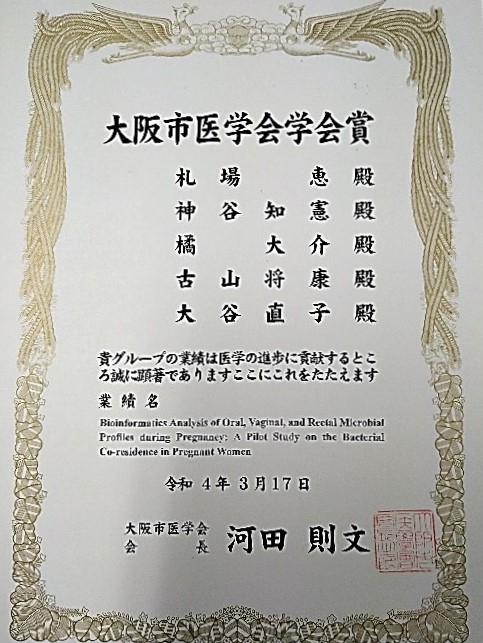 大阪市医学会学会賞
札場 恵 殿
神谷知憲 殿
橘 大介 殿
古山将康 殿
大谷直子 殿
貴グループの業績は医学の進歩に貢献するとこ
ろ誠に顕著でありますここにこれをたたえます
業績名
Bioinformatics Analysis of Oral, Vaginal, and Rectal Microbial
Profiles during Pregnancy: A Pilot Study on the Bacterial
Co-residence in Pregnant Women
令和 4年 3月17日
大阪市医学会
会長 河田 則文